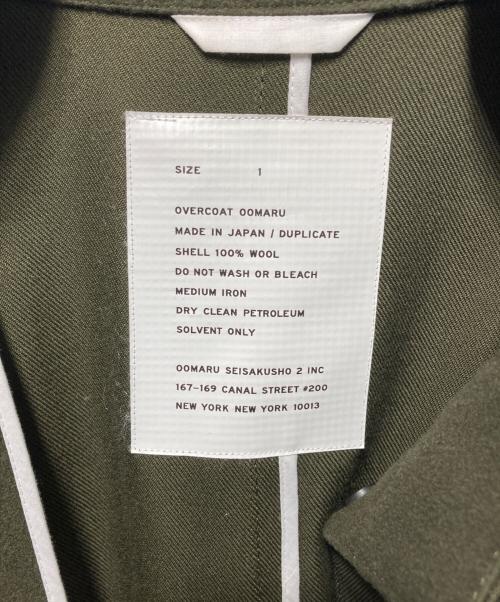 SIZE 1
OVERCOAT OOMARU
MADE IN JAPAN / DUPLICATE
SHELL 100% WOOL
DO NOT WASH OR BLEACH
MEDIUM IRON
DRY CLEAN PETROLEUM
SOLVENT ONLY
OOMARU SEISAKUSHO 2 INC
167-169 CANAL STREET #200
NEW YORK NEW YORK 10013